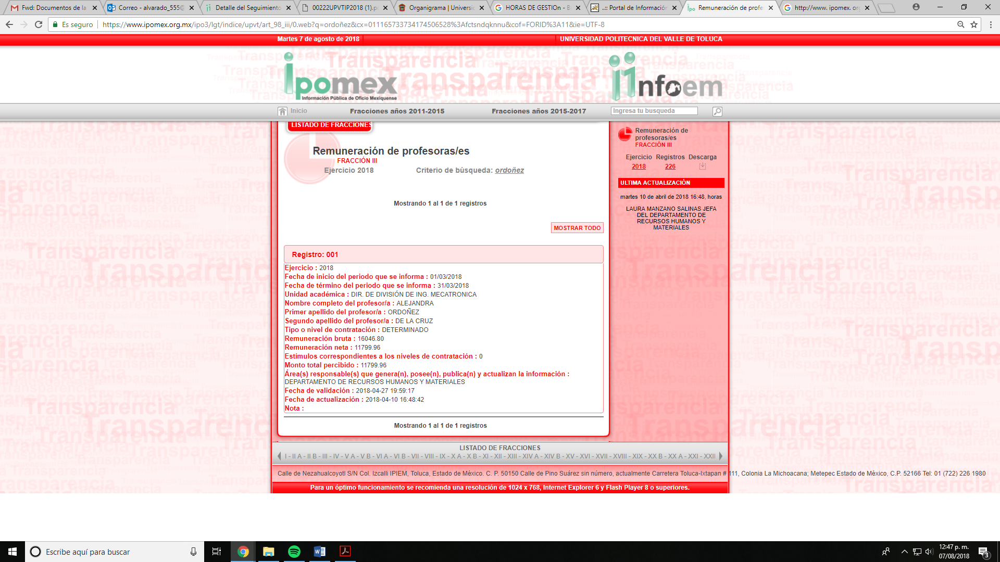 Fwd: Documentos de la
Correo - alvarado_555@
Detalle del Seguimiento
00222UPVTIP2018 (1).p
Organigrama | Universid
HORAS DE GESTIOn - B
..:: Portal de Información
Remuneración de profes
http://www. ipomex. org
Es seguro
https://www.ipomex.org.mx/ipo3/lgt/indice/upvt/art_98_iii/0.web?q=ordoñez&cx=011165733734174506528%3Afctsndqknnu&cof=FORID%3A11&ie=UTF-8
Martes 7 de agosto de 2018
UNIVERSIDAD POLITECNICA DEL VALLE DE TOLUCA
Transparencia
ipomex
Información Pública de Oficio Mexiquense
infoem
Inicio
Fracciones años 2011-2015
Fracciones años 2015-2017
Ingresa tu busqueda
LISTADO DE FRACCIONES
Remuneración de profesoras/es
FRACCIÓN III
Ejercicio 2018
Criterio de búsqueda: ordoñez
Mostrando 1 al 1 de 1 registros
MOSTRAR TODO
Registro: 001
Ejercicio : 2018
Fecha de inicio del periodo que se informa : 01/03/2018
Fecha de término del periodo que se informa : 31/03/2018
Unidad académica : DIR. DE DIVISIÓN DE ING. MECATRONICA
Nombre completo del profesor/a : ALEJANDRA
Primer apellido del profesor/a : ORDOÑEZ
Segundo apellido del profesor/a : DE LA CRUZ
Tipo o nivel de contratación : DETERMINADO
Remuneración bruta : 16046.80
Remuneración neta : 11799.96
Estímulos correspondientes a los niveles de contratación : 0
Monto total percibido : 11799.96
Área(s) responsable(s) que genera(n), posee(n), publica(n) y actualizan la información :
DEPARTAMENTO DE RECURSOS HUMANOS Y MATERIALES
Fecha de validación : 2018-04-27 19:59:17
Fecha de actualización : 2018-04-10 16:48:42
Nota :
Mostrando 1 al 1 de 1 registros
Remuneración de
profesoras/es
FRACCIÓN III
Ejercicio Registros Descarga
2018 226
ULTIMA ACTUALIZACIÓN
martes 10 de abril de 2018 16:48, horas
LAURA MANZANO SALINAS JEFA
DEL DEPARTAMENTO DE
RECURSOS HUMANOS Y
MATERIALES
LISTADO DE FRACCIONES
I - II A - II B - III - IV - V A - V B - VI A - VI B - VII - VIII - IX - X A - X B - XI - XII - XIII - XIV A - XIV B - XV - XVI - XVII - XVIII - XIX - XX B - XX A - XXI - XXII
Calle de Nezahualcoyotl S/N Col. Izcalli IPIEM, Toluca, Estado de México. C. P. 50150 Calle de Pino Suárez sin número, actualmente Carretera Toluca-Ixtapan # 111, Colonia La Michoacana; Metepec Estado de México, C.P. 52166 Tel: 01 (722) 226 1980
Para un óptimo funcionamiento se recomienda una resolución de 1024 x 768, Internet Explorer 6 y Flash Player 8 o superiores.
Escribe aquí para buscar
12:47 p. m.
07/08/2018
3